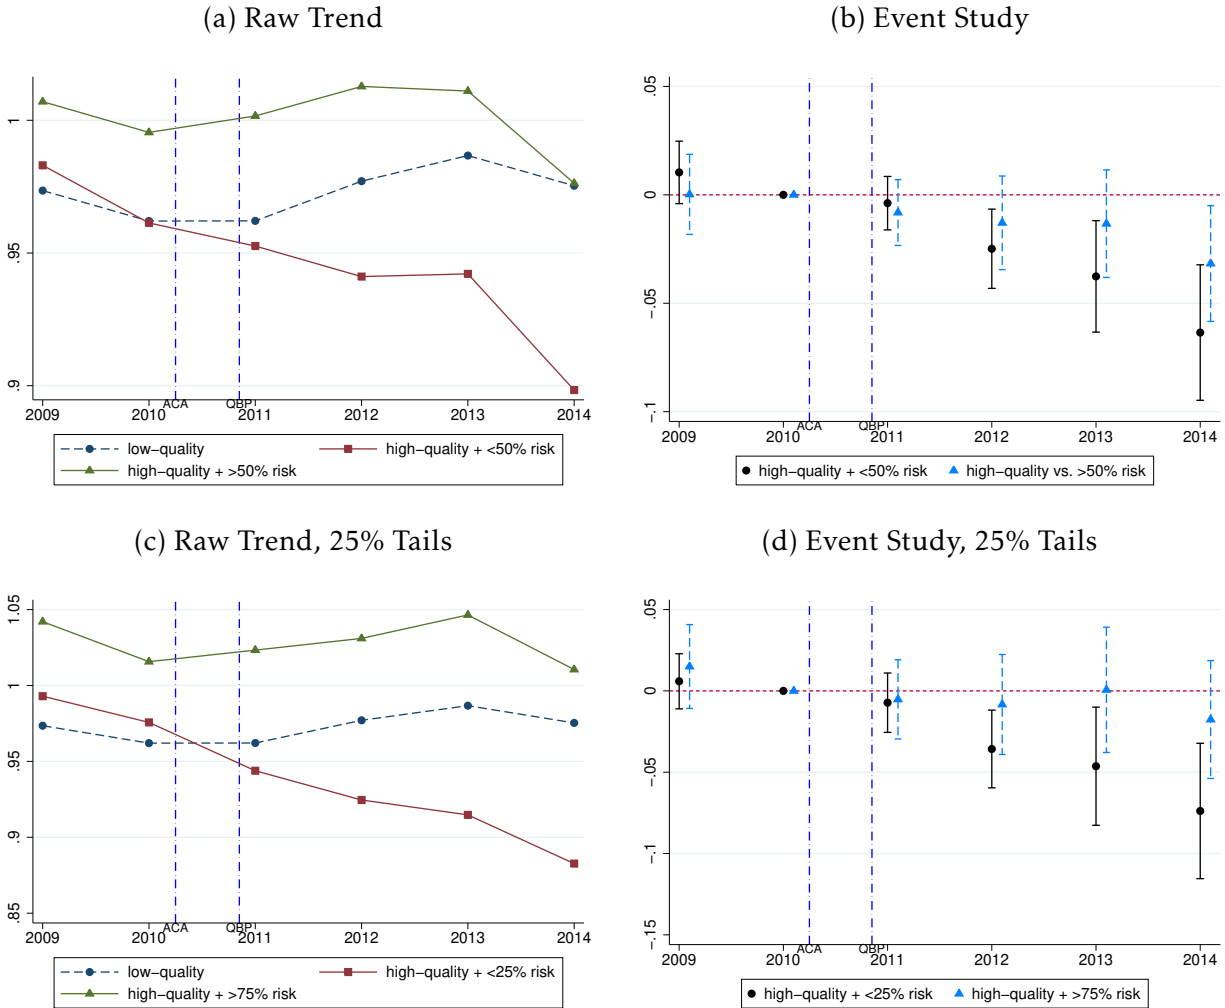 (a) Raw Trend
1
.95
.9
2009 2010 2011 2012 2013 2014
ACA QBP
low-quality high-quality + <50% risk
high-quality + >50% risk
(b) Event Study
.05
0
-.05
-.1
2009 2010 2011 2012 2013 2014
ACA QBP
high-quality + <50% risk high-quality vs. >50% risk
(c) Raw Trend, 25% Tails
1.05
1
.95
.9
.85
2009 2010 2011 2012 2013 2014
ACA QBP
low-quality high-quality + <25% risk
high-quality + >75% risk
(d) Event Study, 25% Tails
.05
0
-.05
-.1
-.15
2009 2010 2011 2012 2013 2014
ACA QBP
high-quality + <25% risk high-quality + >75% risk